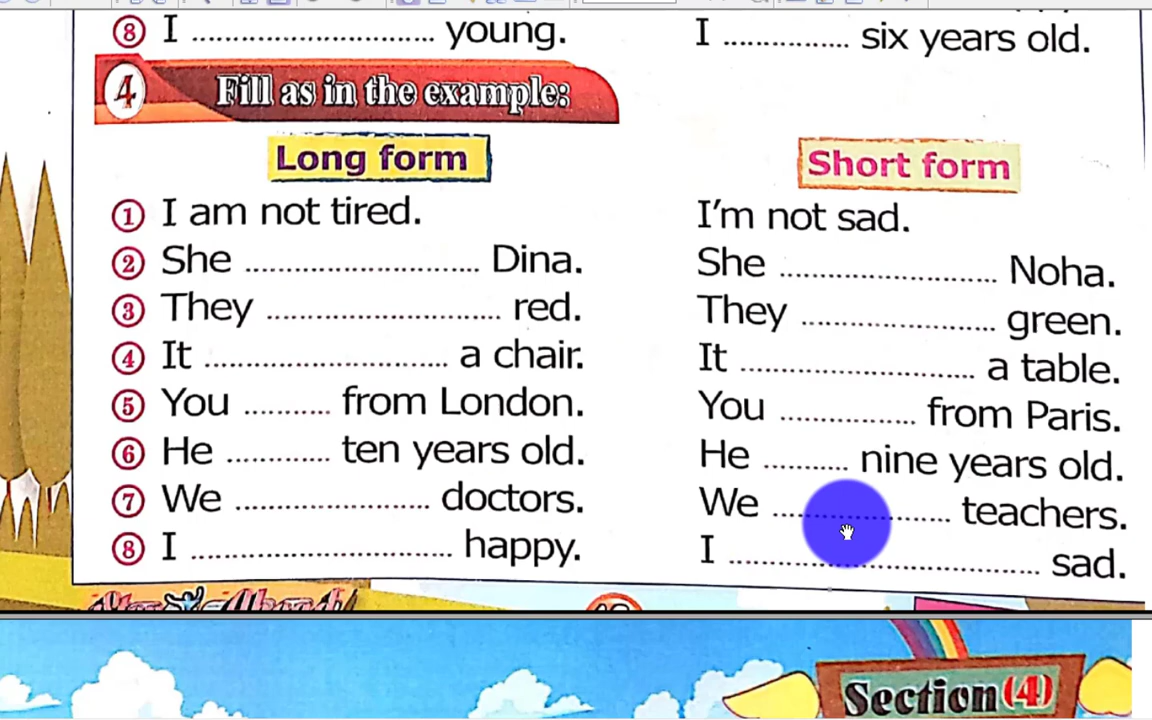 ⑧ I .............................. young.
I ............... six years old.
4 Fill as in the example:
Long form
Short form
① I am not tired.
I'm not sad.
② She ............................. Dina.
She .......................... Noha.
③ They ............................. red.
They ........................ green.
④ It .............................. a chair.
It ............................. a table.
⑤ You .......... from London.
You ................ from Paris.
⑥ He ............ ten years old.
He .......... nine years old.
⑦ We ........................ doctors.
We ...................... teachers.
⑧ I ................................ happy.
I ...................................... sad.
Section (4)